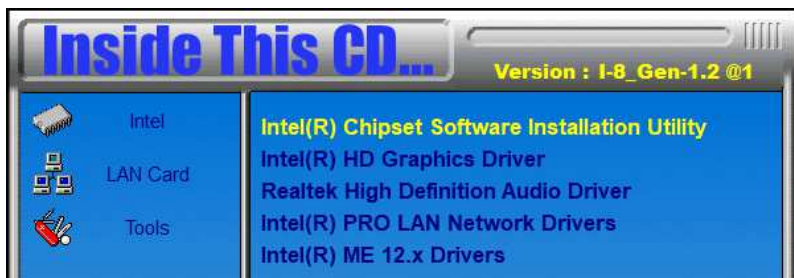 Inside This CD...
Version : I-8_Gen-1.2 @1
Intel
LAN Card
Tools
Intel(R) Chipset Software Installation Utility
Intel(R) HD Graphics Driver
Realtek High Definition Audio Driver
Intel(R) PRO LAN Network Drivers
Intel(R) ME 12.x Drivers